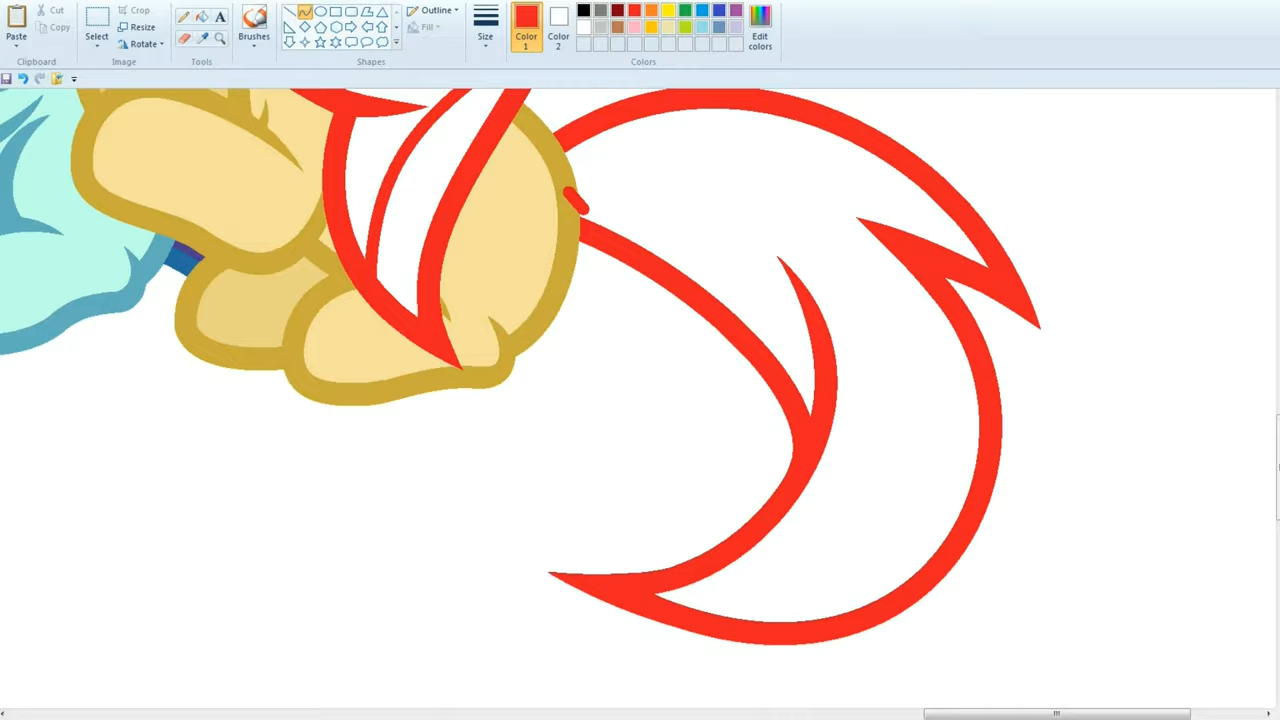 Paste
Cut
Copy
Clipboard
Select
Crop
Resize
Rotate
Image
A
Tools
Brushes
Shapes
Outline
Fill
Size
Color
1
Color
2
Colors
Edit
colors